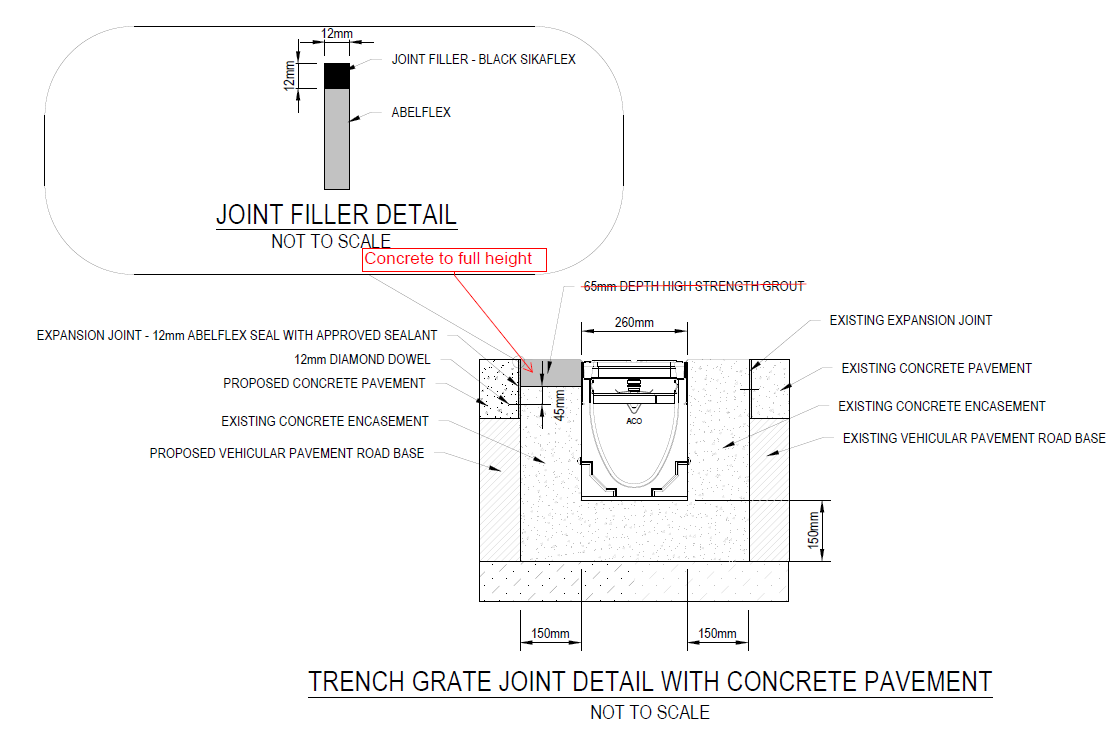 12mm
12mm
JOINT FILLER - BLACK SIKAFLEX
ABELFLEX
JOINT FILLER DETAIL
NOT TO SCALE
Concrete to full height
65mm DEPTH HIGH STRENGTH GROUT
260mm
EXPANSION JOINT - 12mm ABELFLEX SEAL WITH APPROVED SEALANT
12mm DIAMOND DOWEL
PROPOSED CONCRETE PAVEMENT
EXISTING CONCRETE ENCASEMENT
PROPOSED VEHICULAR PAVEMENT ROAD BASE
45mm
ACO
EXISTING EXPANSION JOINT
EXISTING CONCRETE PAVEMENT
EXISTING CONCRETE ENCASEMENT
EXISTING VEHICULAR PAVEMENT ROAD BASE
150mm
150mm
150mm
TRENCH GRATE JOINT DETAIL WITH CONCRETE PAVEMENT
NOT TO SCALE